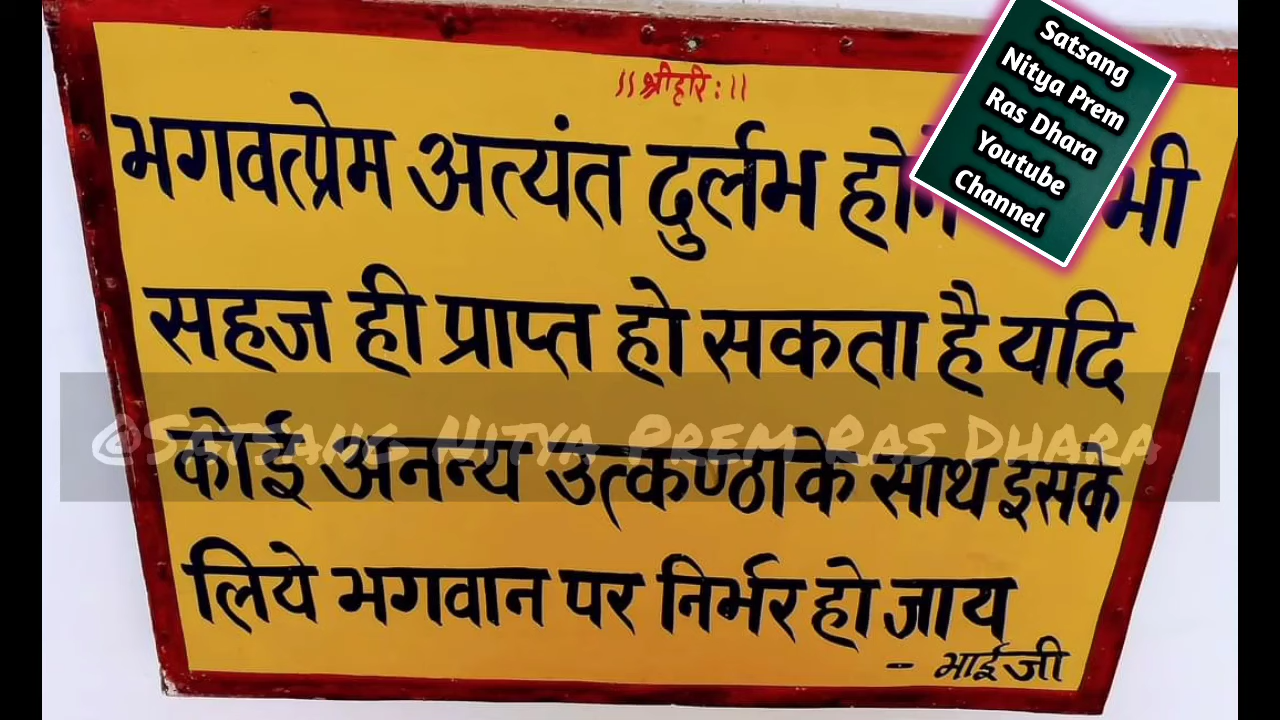 ।।श्रीहरि:।।
भगवत्प्रेम अत्यंत दुर्लभ भी
सहज ही प्राप्त हो सकता है यदि
कोई अनन्य उत्कण्ठा के साथ इसके
लिये भगवान पर निर्भर हो जाय
- भाईजी
Satsang
Nitya Prem
Ras Dhara
Youtube
Channel
@Satsang Nitya Prem Ras Dhara